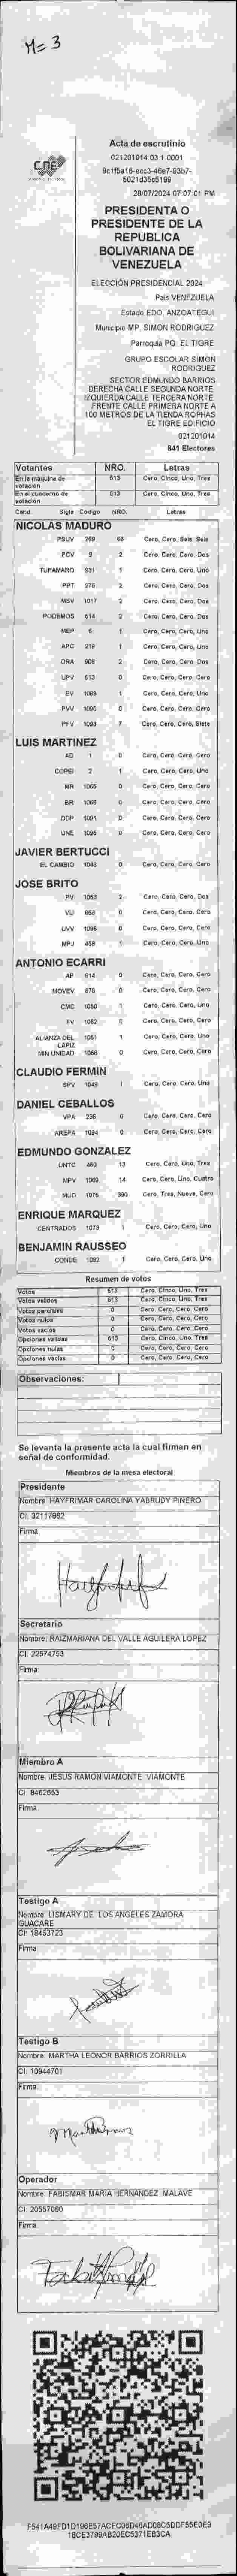 M= 3
CNE
Acta de escrutinio
021201014.03.1.0001
28/07/2024 07:07:01 PM
PRESIDENTA O
PRESIDENTE DE LA
REPUBLICA
BOLIVARIANA DE
VENEZUELA
ELECCIÓN PRESIDENCIAL 2024
Pais VENEZUELA
Estado EDO. ANZOATEGUI
Municipio MP. SIMON RODRIGUEZ
Parroquia PQ. EL TIGRE
GRUPO ESCOLAR SIMON
RODRIGUEZ
SECTOR EDMUNDO BARRIOS
DERECHA CALLE SEGUNDA NORTE.
IZQUIERDA CALLE TERCERA NORTE.
FRENTE CALLE PRIMERA NORTE A
100 METROS DE LA TIENDA ROPHAS
EL TIGRE EDIFICIO
021201014
841 Electores
Votantes NRO. Letras
En la máquina de 513 Cero, Cinco, Uno, Tres
votación
En el cuaderno de 513 Cero, Cinco, Uno, Tres
votación
Cand. Sigla Codigo NRO. Letras
NICOLAS MADURO
PSUV 269 66 Cero, Cero, Seis, Seis
PCV 9 2 Cero, Cero, Cero, Dos
TUPAMARO 831 1 Cero, Cero, Cero, Uno
PPT 276 2 Cero, Cero, Cero, Dos
MSV 1017 2 Cero, Cero, Cero, Dos
PODEMOS 614 2 Cero, Cero, Cero, Dos
MEP 6 1 Cero, Cero, Cero, Uno
APC 219 1 Cero, Cero, Cero, Uno
ORA 908 2 Cero, Cero, Cero, Dos
UPV 513 0 Cero, Cero, Cero, Cero
EV 1089 1 Cero, Cero, Cero, Uno
PVV 1090 0 Cero, Cero, Cero, Cero
PFV 1093 7 Cero, Cero, Cero, Siete
LUIS MARTINEZ
AD 1 0 Cero, Cero, Cero, Cero
COPEI 2 1 Cero, Cero, Cero, Uno
MR 1065 0 Cero, Cero, Cero, Cero
BR 1068 0 Cero, Cero, Cero, Cero
DDP 1091 0 Cero, Cero, Cero, Cero
UNE 1096 0 Cero, Cero, Cero, Cero
JAVIER BERTUCCI
EL CAMBIO 1048 0 Cero, Cero, Cero, Cero
JOSE BRITO
PV 1053 2 Cero, Cero, Cero, Dos
VU 868 0 Cero, Cero, Cero, Cero
UVV 1098 0 Cero, Cero, Cero, Cero
MPJ 458 1 Cero, Cero, Cero, Uno
ANTONIO ECARRI
AP 814 0 Cero, Cero, Cero, Cero
MOVEV 870 0 Cero, Cero, Cero, Cero
CMC 1050 1 Cero, Cero, Cero, Uno
FV 1062 0 Cero, Cero, Cero, Cero
ALIANZA DEL 1051 1 Cero, Cero, Cero, Uno
LAPIZ
MIN UNIDAD 1058 0 Cero, Cero, Cero, Cero
CLAUDIO FERMIN
SPV 1049 1 Cero, Cero, Cero, Uno
DANIEL CEBALLOS
VPA 236 0 Cero, Cero, Cero, Cero
AREPA 1094 0 Cero, Cero, Cero, Cero
EDMUNDO GONZALEZ
UNTC 460 13 Cero, Cero, Uno, Tres
MPV 1069 14 Cero, Cero, Uno, Cuatro
MUD 1076 390 Cero, Tres, Nueve, Cero
ENRIQUE MARQUEZ
CENTRADOS 1073 1 Cero, Cero, Cero, Uno
BENJAMIN RAUSSEO
CONDE 1092 1 Cero, Cero, Cero, Uno
Resumen de votos
Votos 513 Cero, Cinco, Uno, Tres
Votos válidos 513 Cero, Cinco, Uno, Tres
Votos parciales 0 Cero, Cero, Cero, Cero
Votos nulos 0 Cero, Cero, Cero, Cero
Votos vacíos 0 Cero, Cero, Cero, Cero
Opciones válidas 513 Cero, Cinco, Uno, Tres
Opciones nulas 0 Cero, Cero, Cero, Cero
Opciones vacías 0 Cero, Cero, Cero, Cero
Observaciones:
Se levanta la presente acta la cual firman en
señal de conformidad.
Miembros de la mesa electoral
Presidente
Nombre: HAYFRIMAR CAROLINA YABRUDY PIÑERO
CI: 32117862
Firma:
Secretario
Nombre: RAIZMARIANA DEL VALLE AGUILERA LOPEZ
CI: 22574753
Firma:
Miembro A
Nombre: JESUS RAMON VIAMONTE VIAMONTE
CI: 8462653
Firma:
Testigo A
Nombre: LISMARY DE LOS ANGELES ZAMORA
GUACARE
CI: 18453723
Firma:
Testigo B
Nombre: MARTHA LEONOR BARRIOS ZORRILLA
CI: 10944701
Firma:
Operador
Nombre: FABISMAR MARIA HERNANDEZ MALAVE
CI: 20557080
Firma: